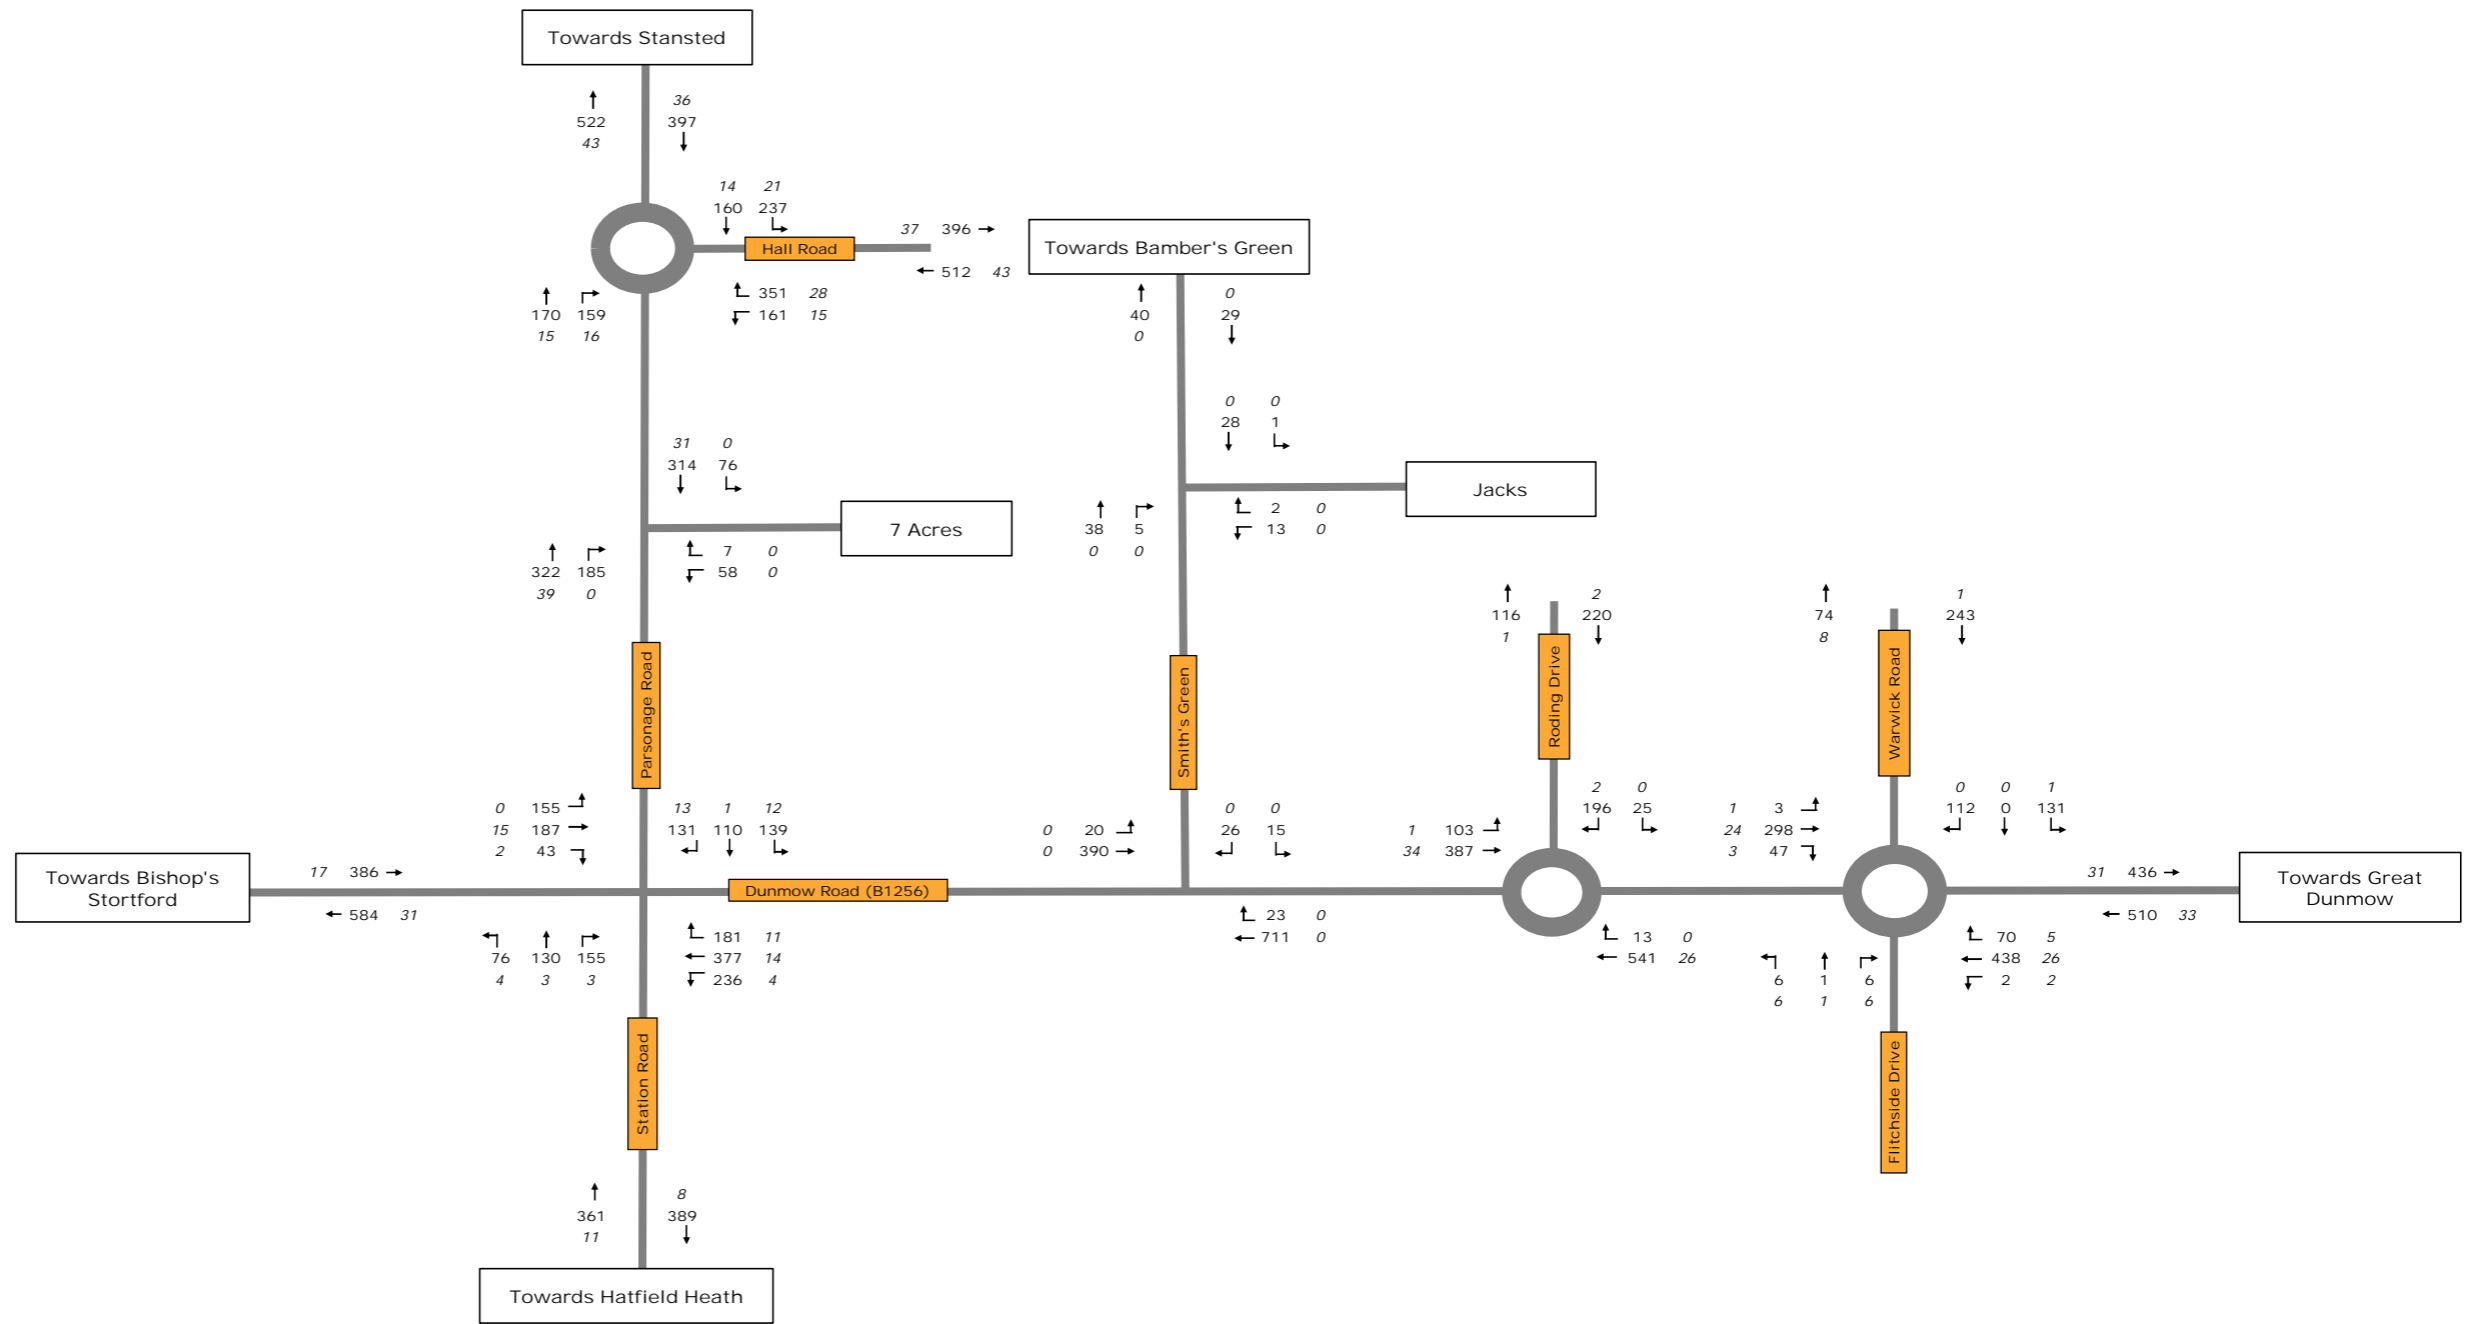 Towards Stansted
36
522 397
43
14 21
160 237
37 396
Hall Road
512 43
351 28
161 15
170 159
15 16
Towards Bamber's Green
0
40 29
0
0 0
28 1
Jacks
2 0
13 0
38 5
0 0
31 0
314 76
7 Acres
7 0
58 0
322 185
39 0
2
116 220
1
1
74 243
8
Parsonage Road
Smith's Green
Roding Drive
Warwick Road
0 155
15 187
2 43
13 1 12
131 110 139
0 20
0 390
0 0
26 15
1 103
34 387
2 0
196 25
1 3
24 298
3 47
0 0 1
112 0 131
Towards Bishop's
Stortford
17 386
584 31
Dunmow Road (B1256)
31 436
510 33
Towards Great
Dunmow
76 130 155
4 3 3
181 11
377 14
236 4
23 0
711 0
13 0
541 26
6 1 6
6 1 6
70 5
438 26
2 2
Station Road
Flitchside Drive
8
361 389
11
Towards Hatfield Heath